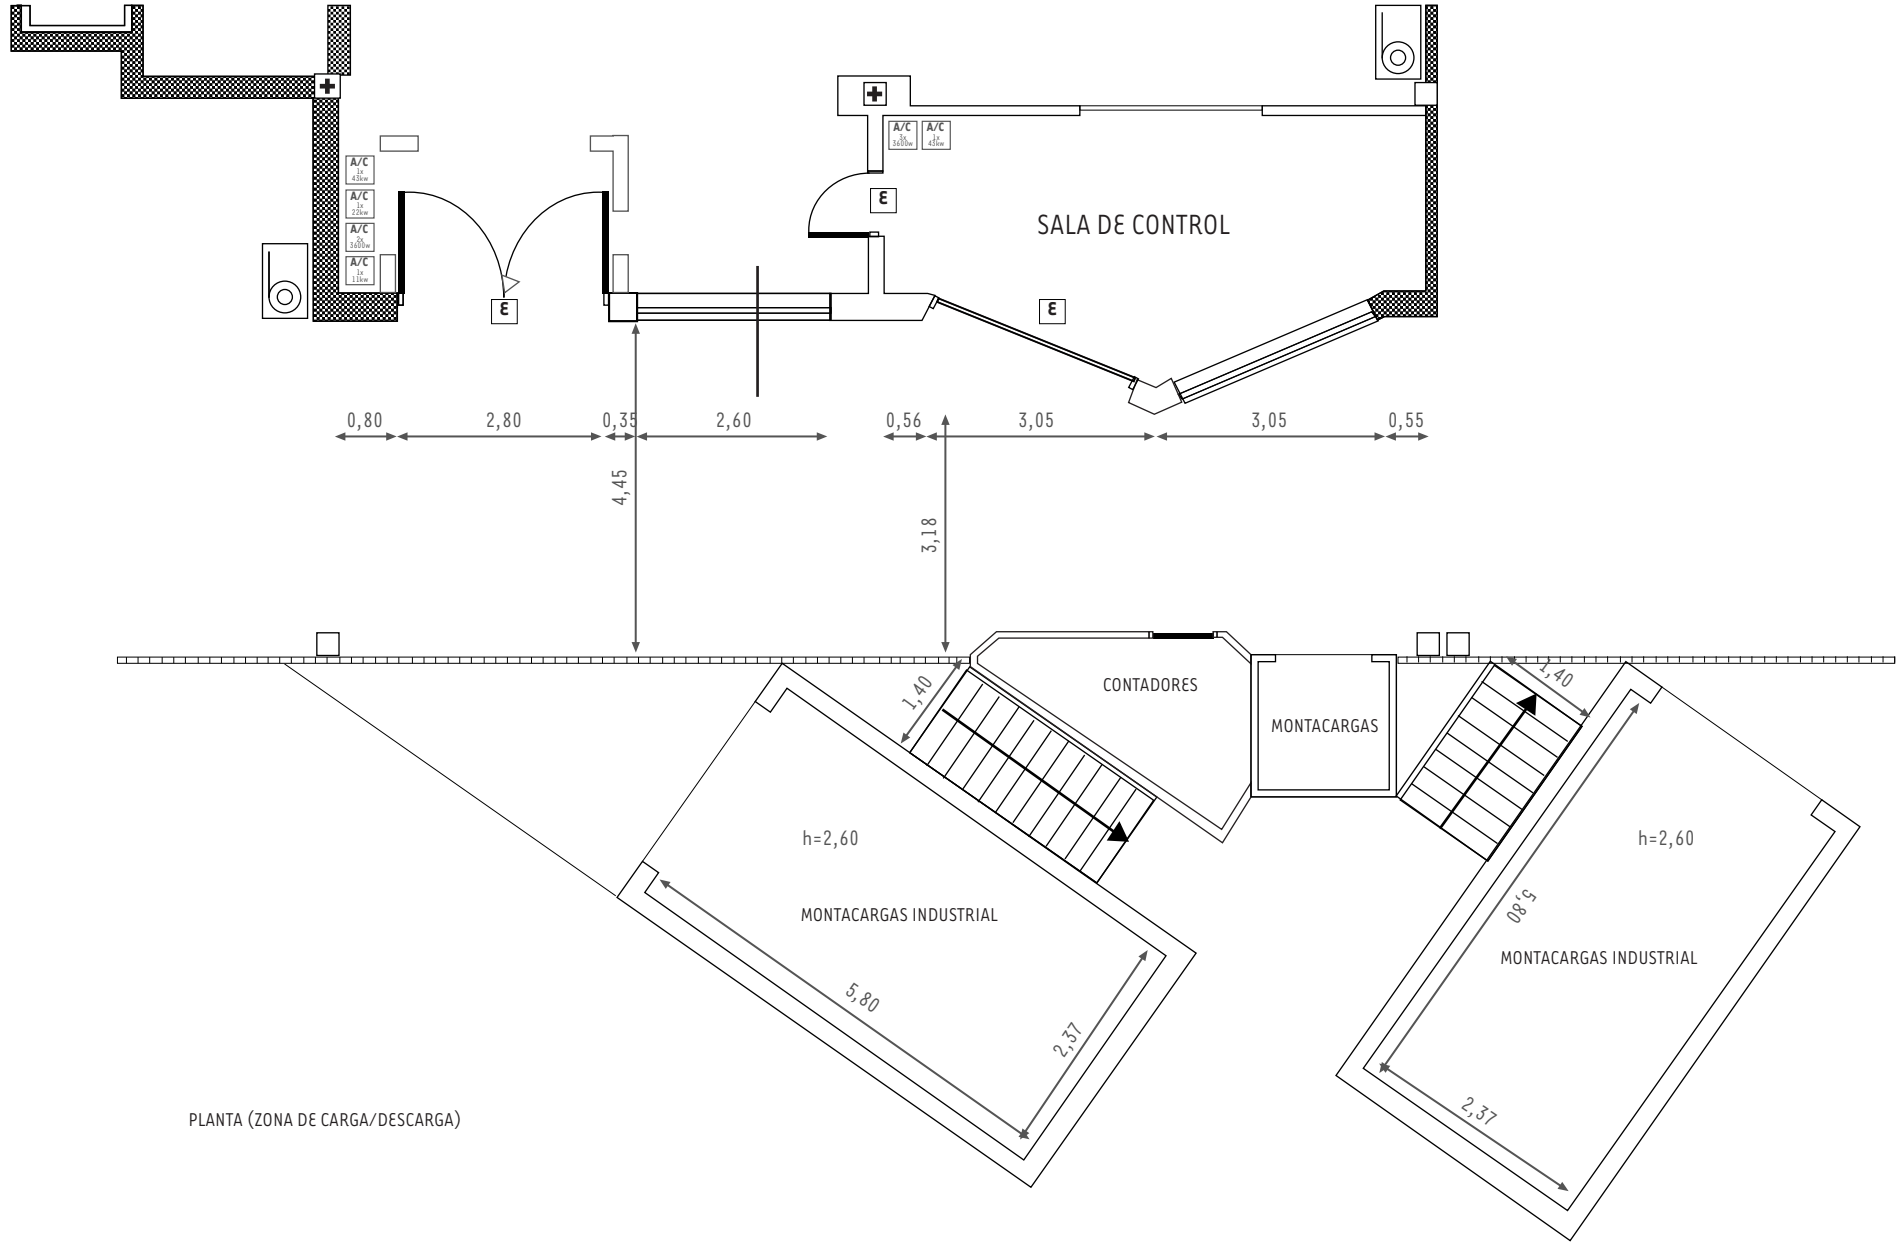 A/C
1x
43kw
A/C
1x
22kw
A/C
2x
3600w
A/C
1x
11kw
A/C
3x
3600w
A/C
1x
43kw
ε
SALA DE CONTROL
ε
ε
0,80
2,80
0,35
2,60
0,56
3,05
3,05
0,55
4,45
3,18
1,40
CONTADORES
MONTACARGAS
1,40
h=2,60
h=2,60
MONTACARGAS INDUSTRIAL
5,80
MONTACARGAS INDUSTRIAL
5,80
2,37
2,37
PLANTA (ZONA DE CARGA/DESCARGA)